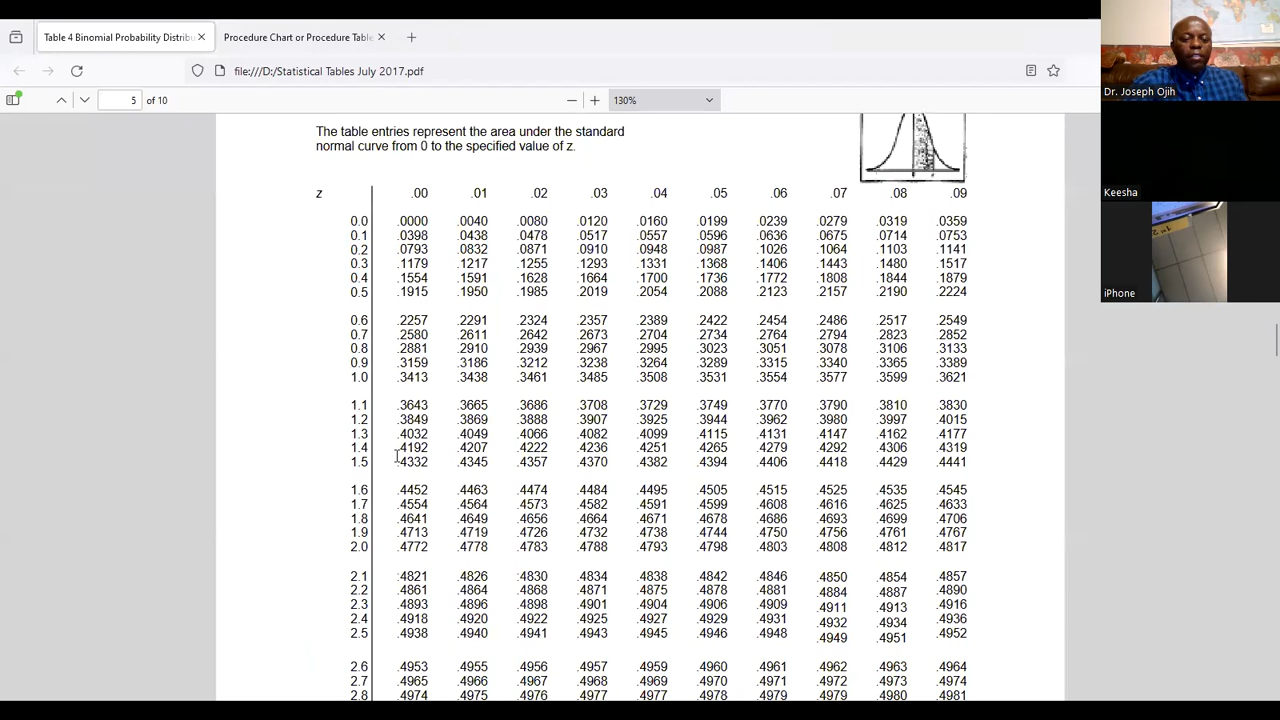 Table 4 Binomial Probability Distribu
Procedure Chart or Procedure Table
file:///D:/Statistical Tables July 2017.pdf
5 of 10
130%
The table entries represent the area under the standard
normal curve from 0 to the specified value of z.
z .00 .01 .02 .03 .04 .05 .06 .07 .08 .09
0.0 .0000 .0040 .0080 .0120 .0160 .0199 .0239 .0279 .0319 .0359
0.1 .0398 .0438 .0478 .0517 .0557 .0596 .0636 .0675 .0714 .0753
0.2 .0793 .0832 .0871 .0910 .0948 .0987 .1026 .1064 .1103 .1141
0.3 .1179 .1217 .1255 .1293 .1331 .1368 .1406 .1443 .1480 .1517
0.4 .1554 .1591 .1628 .1664 .1700 .1736 .1772 .1808 .1844 .1879
0.5 .1915 .1950 .1985 .2019 .2054 .2088 .2123 .2157 .2190 .2224
0.6 .2257 .2291 .2324 .2357 .2389 .2422 .2454 .2486 .2517 .2549
0.7 .2580 .2611 .2642 .2673 .2704 .2734 .2764 .2794 .2823 .2852
0.8 .2881 .2910 .2939 .2967 .2995 .3023 .3051 .3078 .3106 .3133
0.9 .3159 .3186 .3212 .3238 .3264 .3289 .3315 .3340 .3365 .3389
1.0 .3413 .3438 .3461 .3485 .3508 .3531 .3554 .3577 .3599 .3621
1.1 .3643 .3665 .3686 .3708 .3729 .3749 .3770 .3790 .3810 .3830
1.2 .3849 .3869 .3888 .3907 .3925 .3944 .3962 .3980 .3997 .4015
1.3 .4032 .4049 .4066 .4082 .4099 .4115 .4131 .4147 .4162 .4177
1.4 .4192 .4207 .4222 .4236 .4251 .4265 .4279 .4292 .4306 .4319
1.5 .4332 .4345 .4357 .4370 .4382 .4394 .4406 .4418 .4429 .4441
1.6 .4452 .4463 .4474 .4484 .4495 .4505 .4515 .4525 .4535 .4545
1.7 .4554 .4564 .4573 .4582 .4591 .4599 .4608 .4616 .4625 .4633
1.8 .4641 .4649 .4656 .4664 .4671 .4678 .4686 .4693 .4699 .4706
1.9 .4713 .4719 .4726 .4732 .4738 .4744 .4750 .4756 .4761 .4767
2.0 .4772 .4778 .4783 .4788 .4793 .4798 .4803 .4808 .4812 .4817
2.1 .4821 .4826 .4830 .4834 .4838 .4842 .4846 .4850 .4854 .4857
2.2 .4861 .4864 .4868 .4871 .4875 .4878 .4881 .4884 .4887 .4890
2.3 .4893 .4896 .4898 .4901 .4904 .4906 .4909 .4911 .4913 .4916
2.4 .4918 .4920 .4922 .4925 .4927 .4929 .4931 .4932 .4934 .4936
2.5 .4938 .4940 .4941 .4943 .4945 .4946 .4948 .4949 .4951 .4952
2.6 .4953 .4955 .4956 .4957 .4959 .4960 .4961 .4962 .4963 .4964
2.7 .4965 .4966 .4967 .4968 .4969 .4970 .4971 .4972 .4973 .4974
2.8 .4974 .4975 .4976 .4977 .4977 .4978 .4979 .4979 .4980 .4981
Dr. Joseph Ojih
Keesha
iPhone